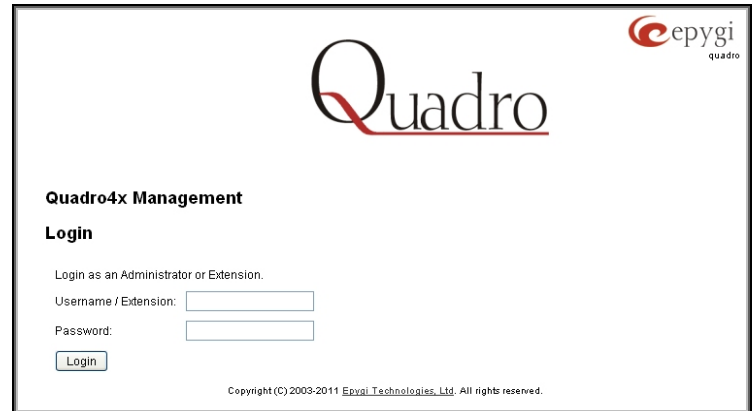 epygi
quadro
Quadro
Quadro4x Management
Login
Login as an Administrator or Extension.
Username / Extension:
Password:
Login
Copyright (C) 2003-2011 Epygi Technologies, Ltd. All rights reserved.